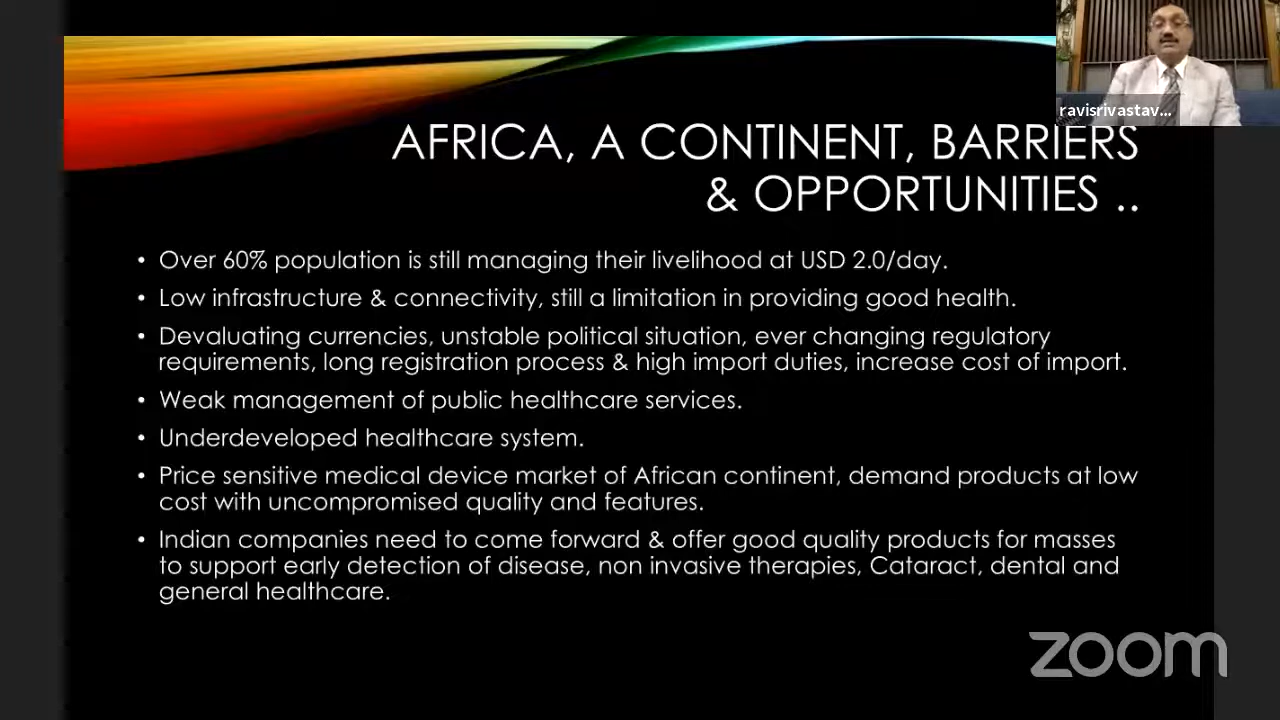 ravisrivastav...
AFRICA, A CONTINENT, BARRIERS
& OPPORTUNITIES ..
• Over 60% population is still managing their livelihood at USD 2.0/day.
• Low infrastructure & connectivity, still a limitation in providing good health.
• Devaluating currencies, unstable political situation, ever changing regulatory
requirements, long registration process & high import duties, increase cost of import.
• Weak management of public healthcare services.
• Underdeveloped healthcare system.
• Price sensitive medical device market of African continent, demand products at low
cost with uncompromised quality and features.
• Indian companies need to come forward & offer good quality products for masses
to support early detection of disease, non invasive therapies, Cataract, dental and
general healthcare.
zoom